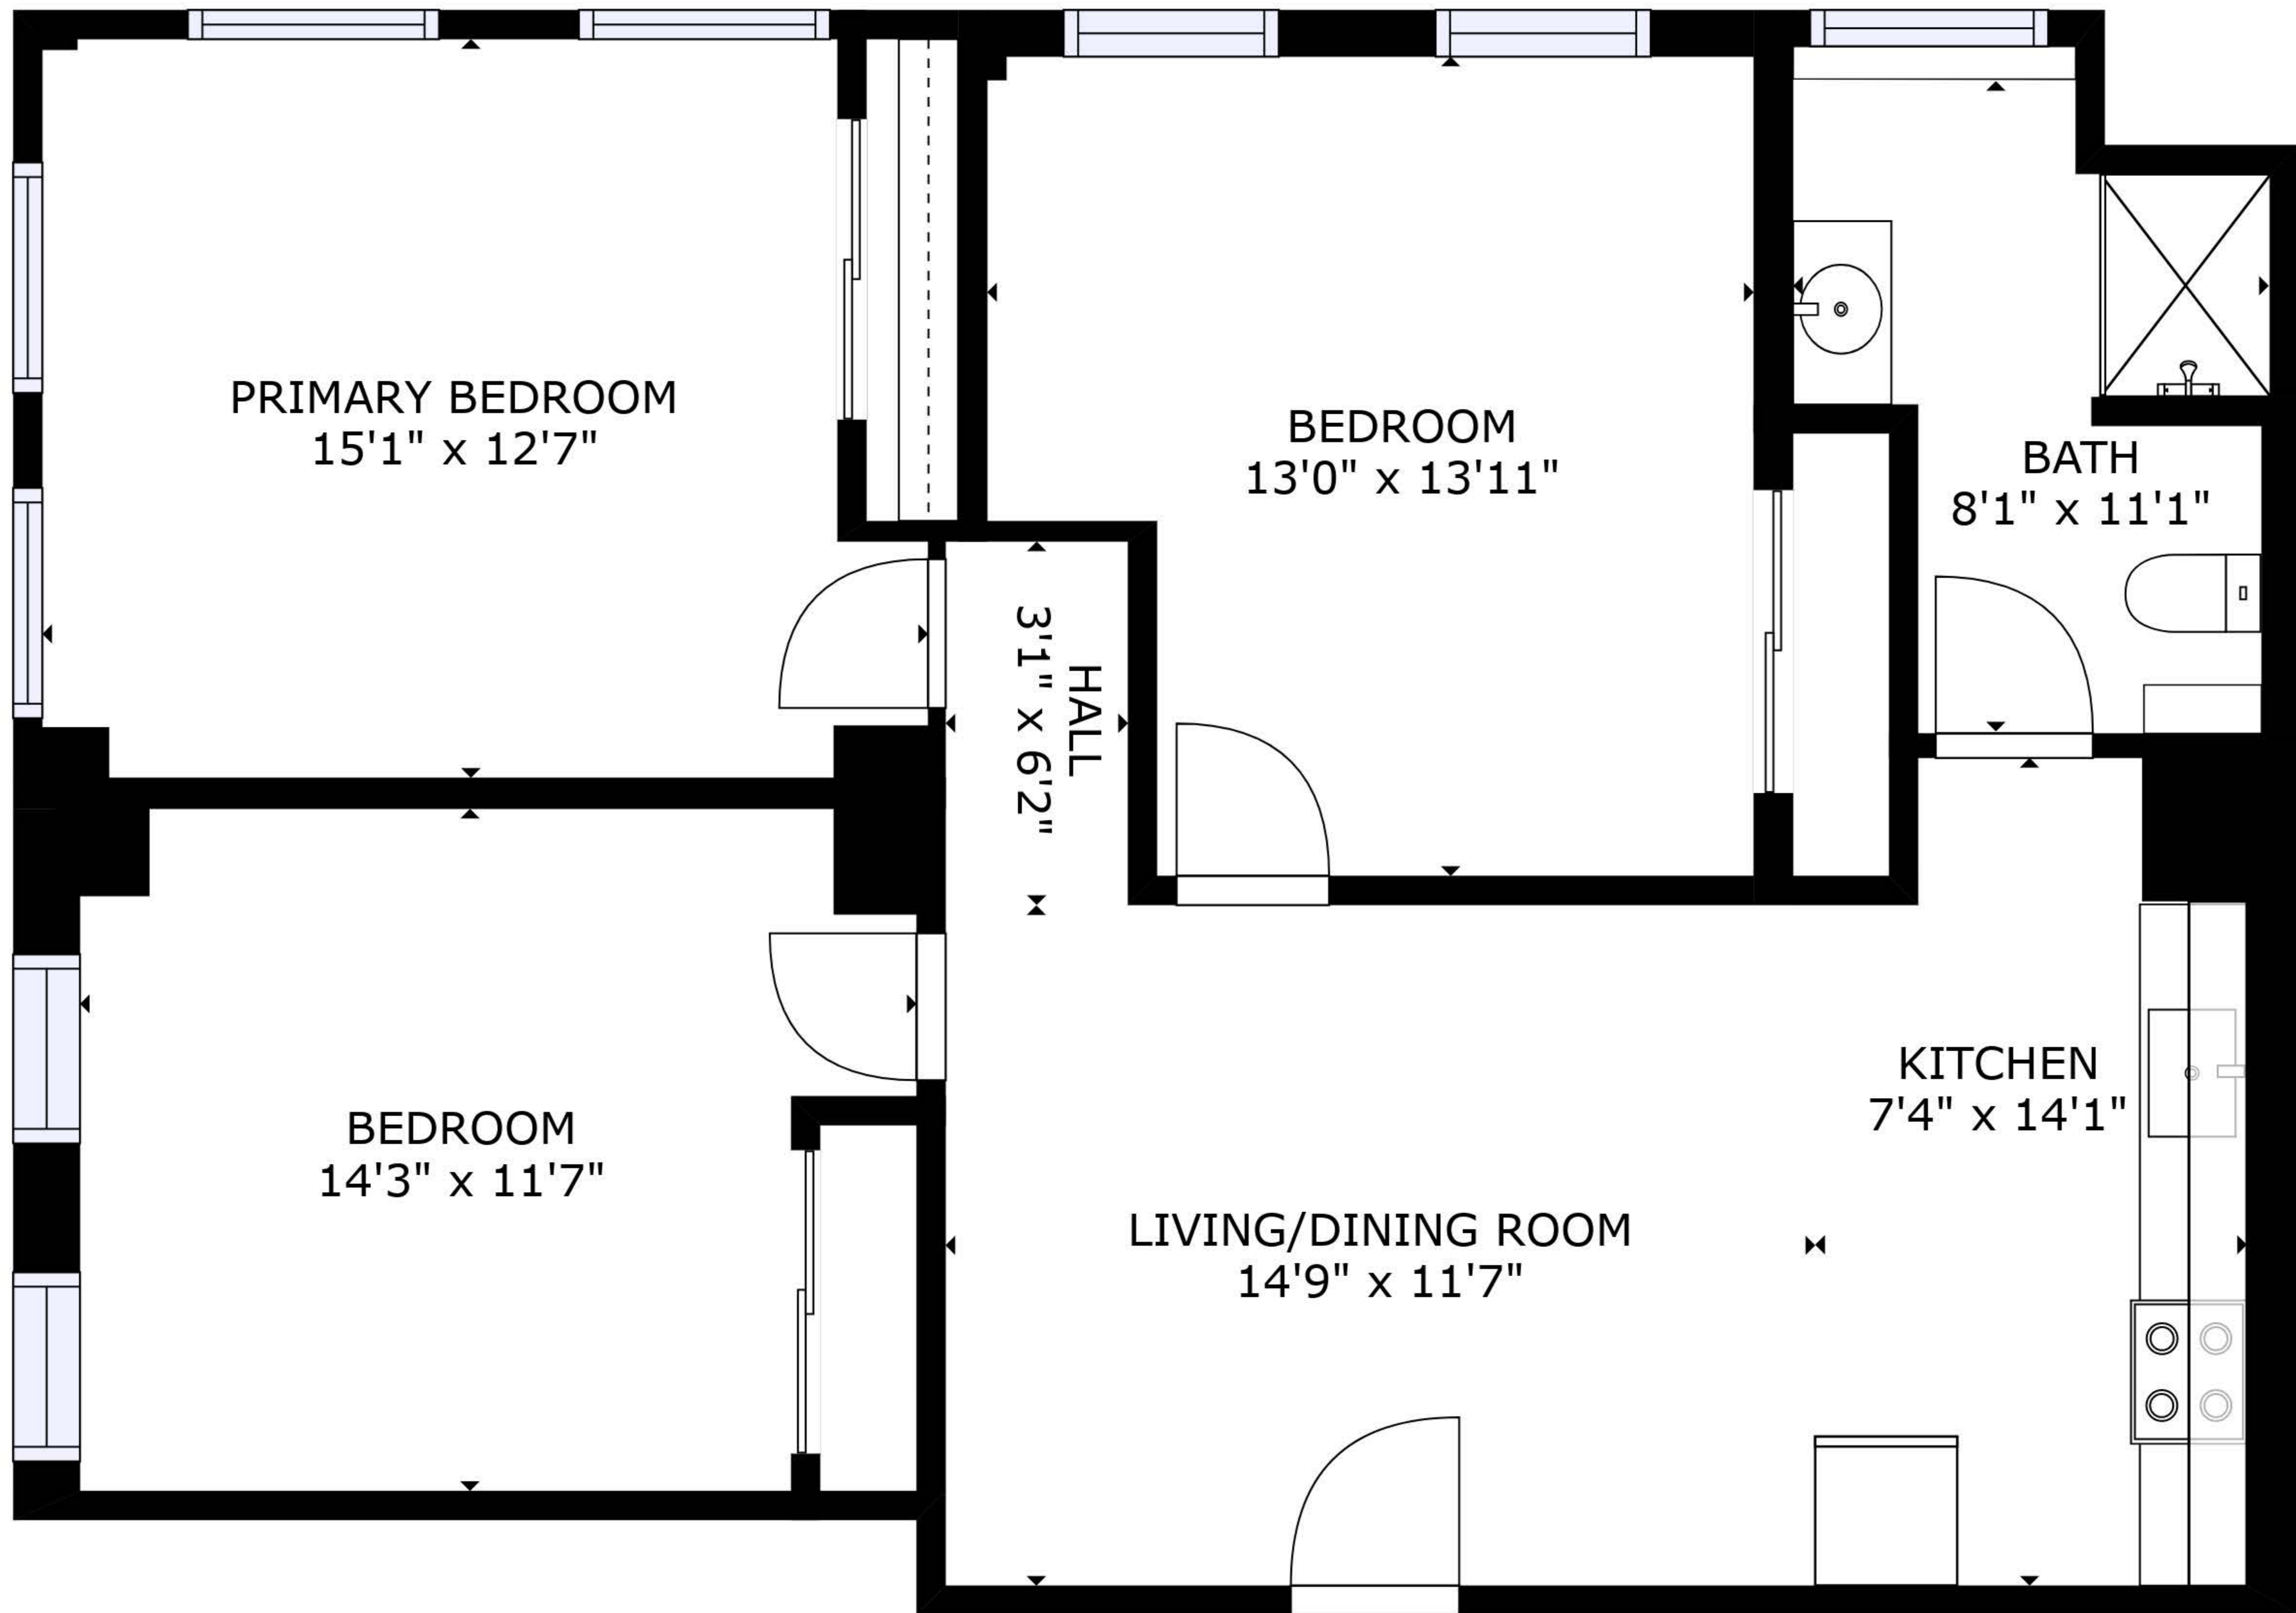 PRIMARY BEDROOM
15'1" x 12'7"
BEDROOM
13'0" x 13'11"
BATH
8'1" x 11'1"
HALL
3'1" x 6'2"
KITCHEN
7'4" x 14'1"
BEDROOM
14'3" x 11'7"
LIVING/DINING ROOM
14'9" x 11'7"